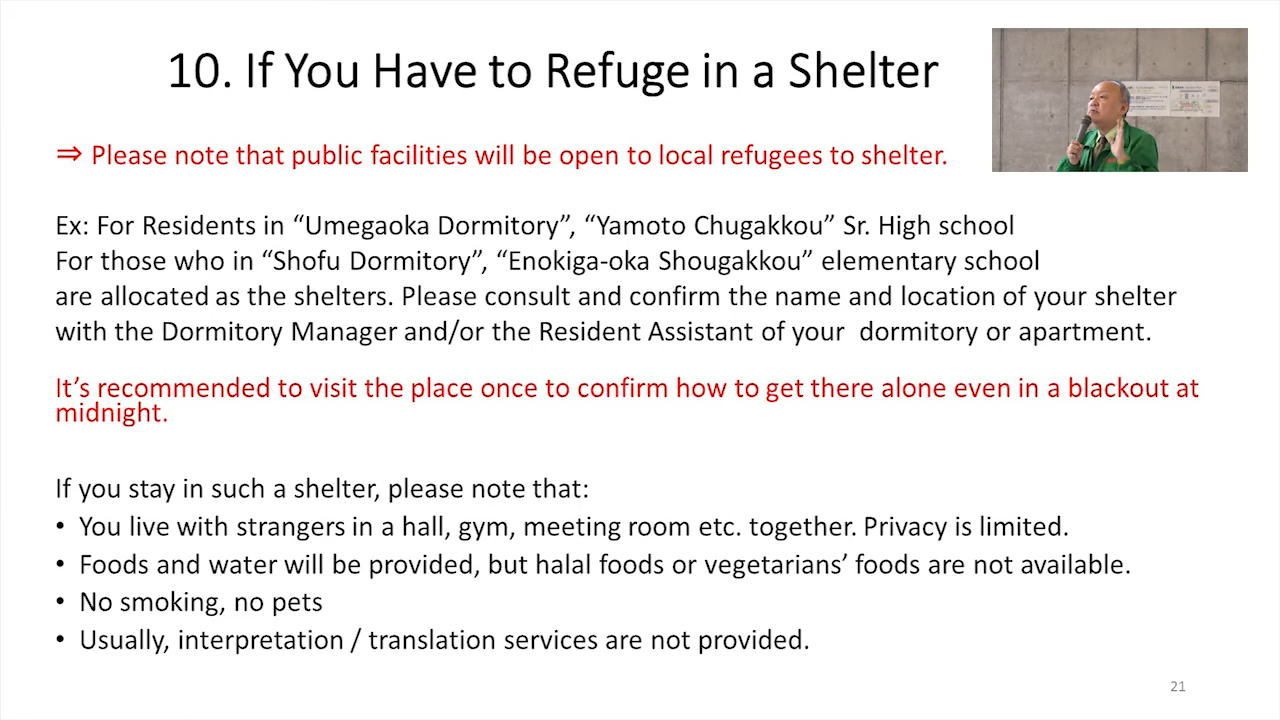 10. If You Have to Refuge in a Shelter
⇒ Please note that public facilities will be open to local refugees to shelter.
Ex: For Residents in “Umegaoka Dormitory”, “Yamoto Chugakkou” Sr. High school
For those who in “Shofu Dormitory”, “Enokiga-oka Shougakkou” elementary school
are allocated as the shelters. Please consult and confirm the name and location of your shelter
with the Dormitory Manager and/or the Resident Assistant of your dormitory or apartment.
It’s recommended to visit the place once to confirm how to get there alone even in a blackout at
midnight.
If you stay in such a shelter, please note that:
• You live with strangers in a hall, gym, meeting room etc. together. Privacy is limited.
• Foods and water will be provided, but halal foods or vegetarians’ foods are not available.
• No smoking, no pets
• Usually, interpretation / translation services are not provided.
21